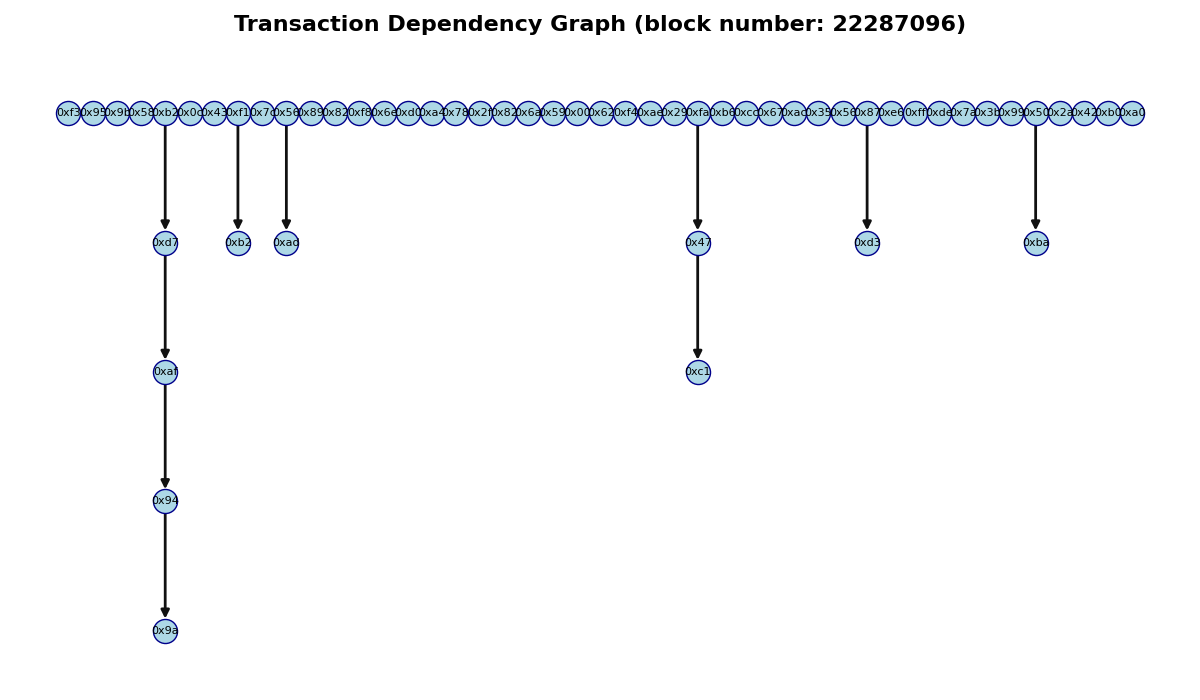 Transaction Dependency Graph (block number: 22287096)
0xf3 0x95 0x9b 0x58 0xb2 0x0c 0x43 0xf1 0x7c 0x56 0x89 0x82 0xf8 0x6e 0xd0 0xa4 0x78 0x2f 0x82 0x6a 0x59 0x00 0x62 0xf4 0xae 0x29 0xfa 0xb6 0xcc 0x67 0xac 0x35 0x56 0x87 0xe6 0xff 0xde 0x7a 0x3b 0x99 0x50 0x2a 0x42 0xb0 0xa0
0xd7 0xb2 0xad 0x47 0xd3 0xba
0xaf 0xc1
0x94
0x9a